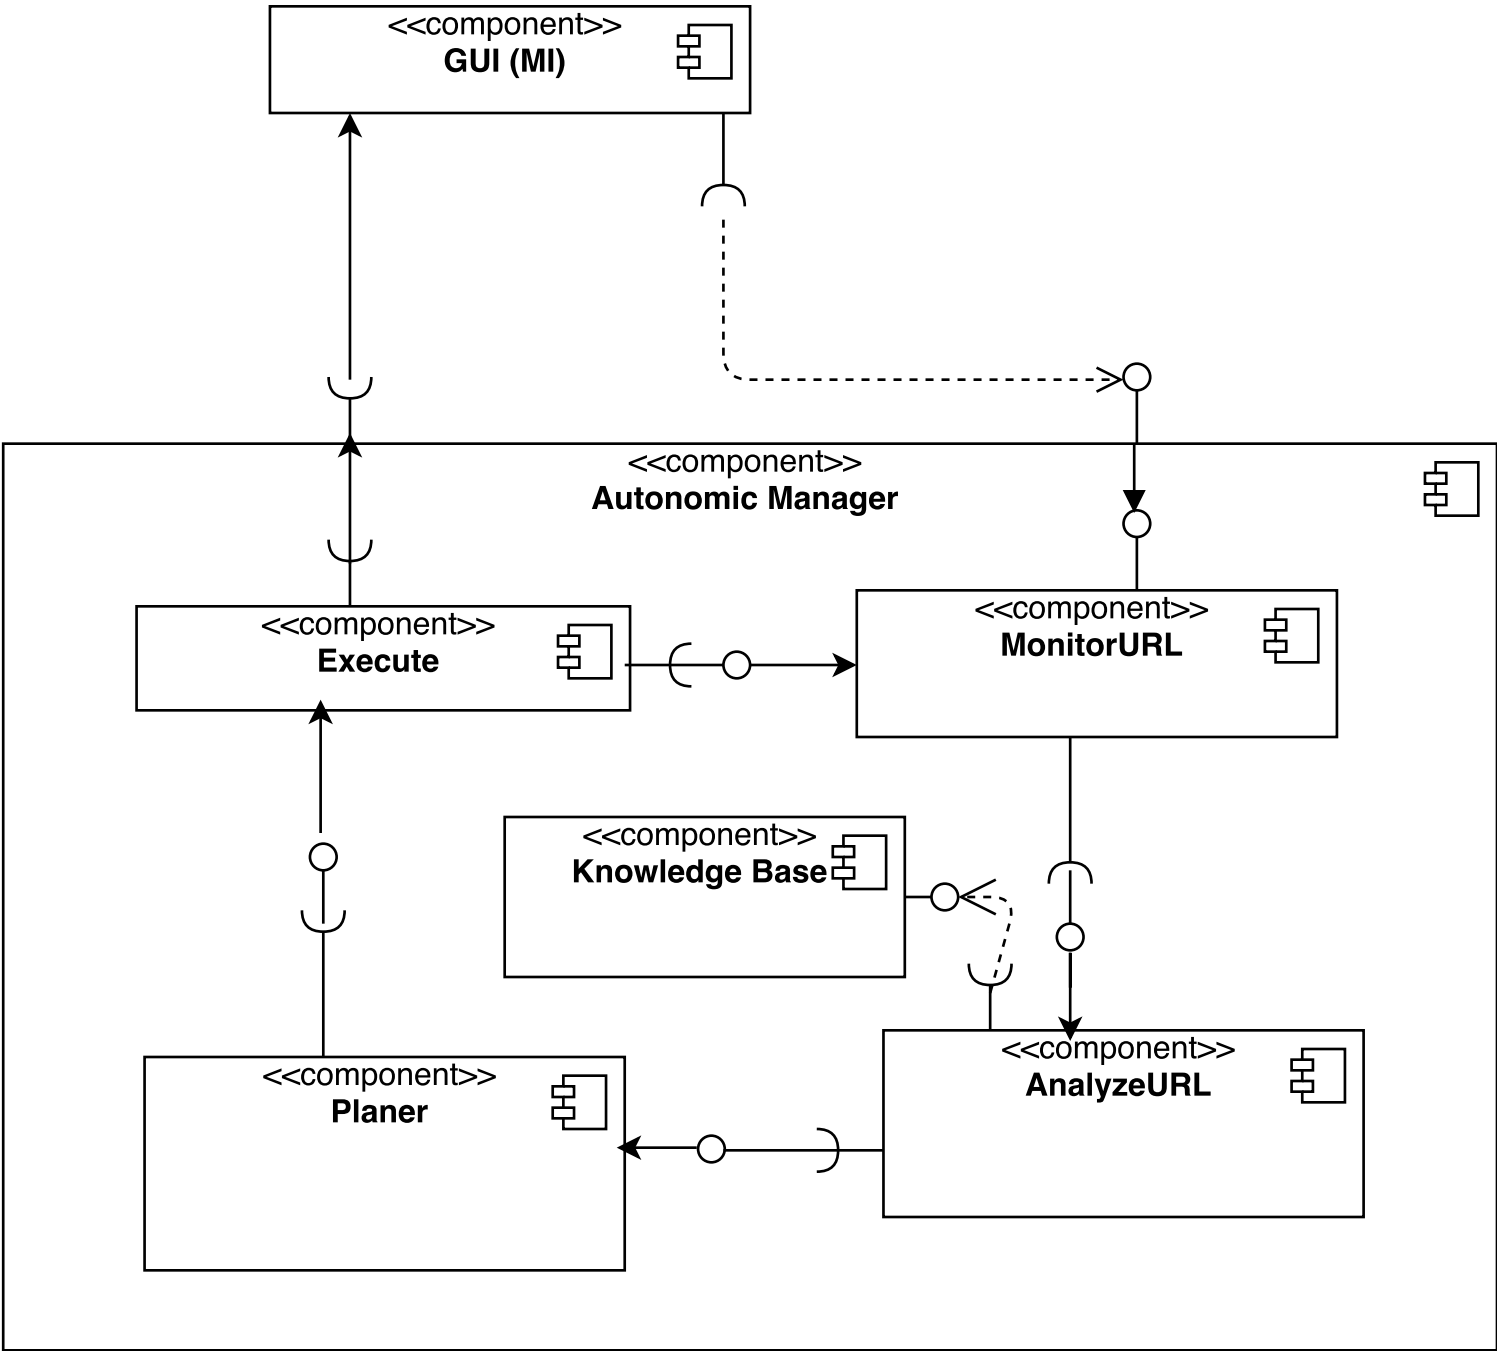 <<component>>
GUI (MI)
<<component>>
Autonomic Manager
<<component>>
Execute
<<component>>
MonitorURL
<<component>>
Knowledge Base
<<component>>
Planer
<<component>>
AnalyzeURL